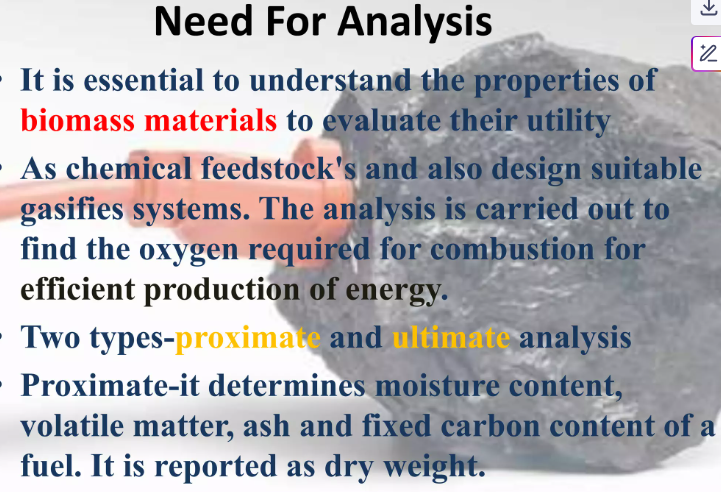 Need For Analysis
• It is essential to understand the properties of
biomass materials to evaluate their utility
• As chemical feedstock's and also design suitable
gasifies systems. The analysis is carried out to
find the oxygen required for combustion for
efficient production of energy.
• Two types-proximate and ultimate analysis
• Proximate-it determines moisture content,
volatile matter, ash and fixed carbon content of a
fuel. It is reported as dry weight.